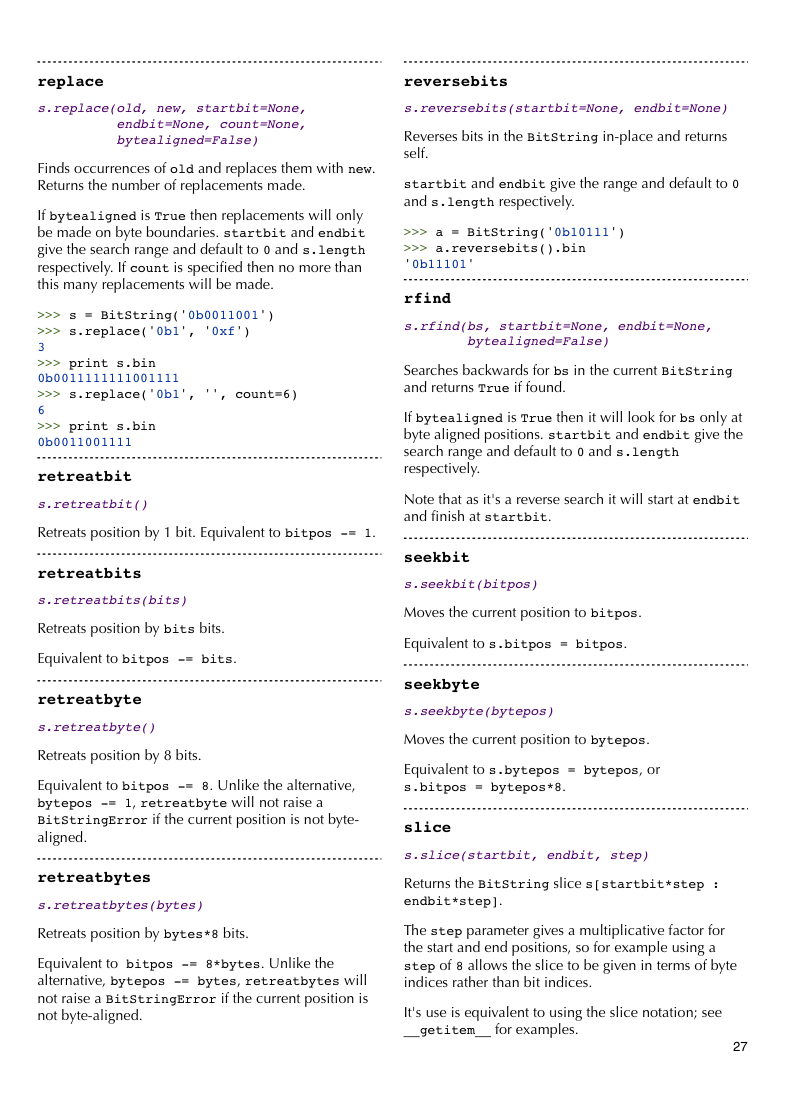 replace
s.replace(old, new, startbit=None,
endbit=None, count=None,
bytealigned=False)
Finds occurrences of old and replaces them with new.
Returns the number of replacements made.
If bytealigned is True then replacements will only
be made on byte boundaries. startbit and endbit
give the search range and default to 0 and s.length
respectively. If count is specified then no more than
this many replacements will be made.
>>> s = BitString('0b0011001')
>>> s.replace('0b1', '0xf')
3
>>> print s.bin
0b0011111111001111
>>> s.replace('0b1', '', count=6)
6
>>> print s.bin
0b0011001111
retreatbit
s.retreatbit()
Retreats position by 1 bit. Equivalent to bitpos -= 1.
retreatbits
s.retreatbits(bits)
Retreats position by bits bits.
Equivalent to bitpos -= bits.
retreatbyte
s.retreatbyte()
Retreats position by 8 bits.
Equivalent to bitpos -= 8. Unlike the alternative,
bytepos -= 1, retreatbyte will not raise a
BitStringError if the current position is not byte-
aligned.
retreatbytes
s.retreatbytes(bytes)
Retreats position by bytes*8 bits.
Equivalent to bitpos -= 8*bytes. Unlike the
alternative, bytepos -= bytes, retreatbytes will
not raise a BitStringError if the current position is
not byte-aligned.
reversebits
s.reversebits(startbit=None, endbit=None)
Reverses bits in the BitString in-place and returns
self.
startbit and endbit give the range and default to 0
and s.length respectively.
>>> a = BitString('0b10111')
>>> a.reversebits().bin
'0b11101'
rfind
s.rfind(bs, startbit=None, endbit=None,
bytealigned=False)
Searches backwards for bs in the current BitString
and returns True if found.
If bytealigned is True then it will look for bs only at
byte aligned positions. startbit and endbit give the
search range and default to 0 and s.length
respectively.
Note that as it's a reverse search it will start at endbit
and finish at startbit.
seekbit
s.seekbit(bitpos)
Moves the current position to bitpos.
Equivalent to s.bitpos = bitpos.
seekbyte
s.seekbyte(bytepos)
Moves the current position to bytepos.
Equivalent to s.bytepos = bytepos, or
s.bitpos = bytepos*8.
slice
s.slice(startbit, endbit, step)
Returns the BitString slice s[startbit*step :
endbit*step].
The step parameter gives a multiplicative factor for
the start and end positions, so for example using a
step of 8 allows the slice to be given in terms of byte
indices rather than bit indices.
It's use is equivalent to using the slice notation; see
__getitem__ for examples.
27